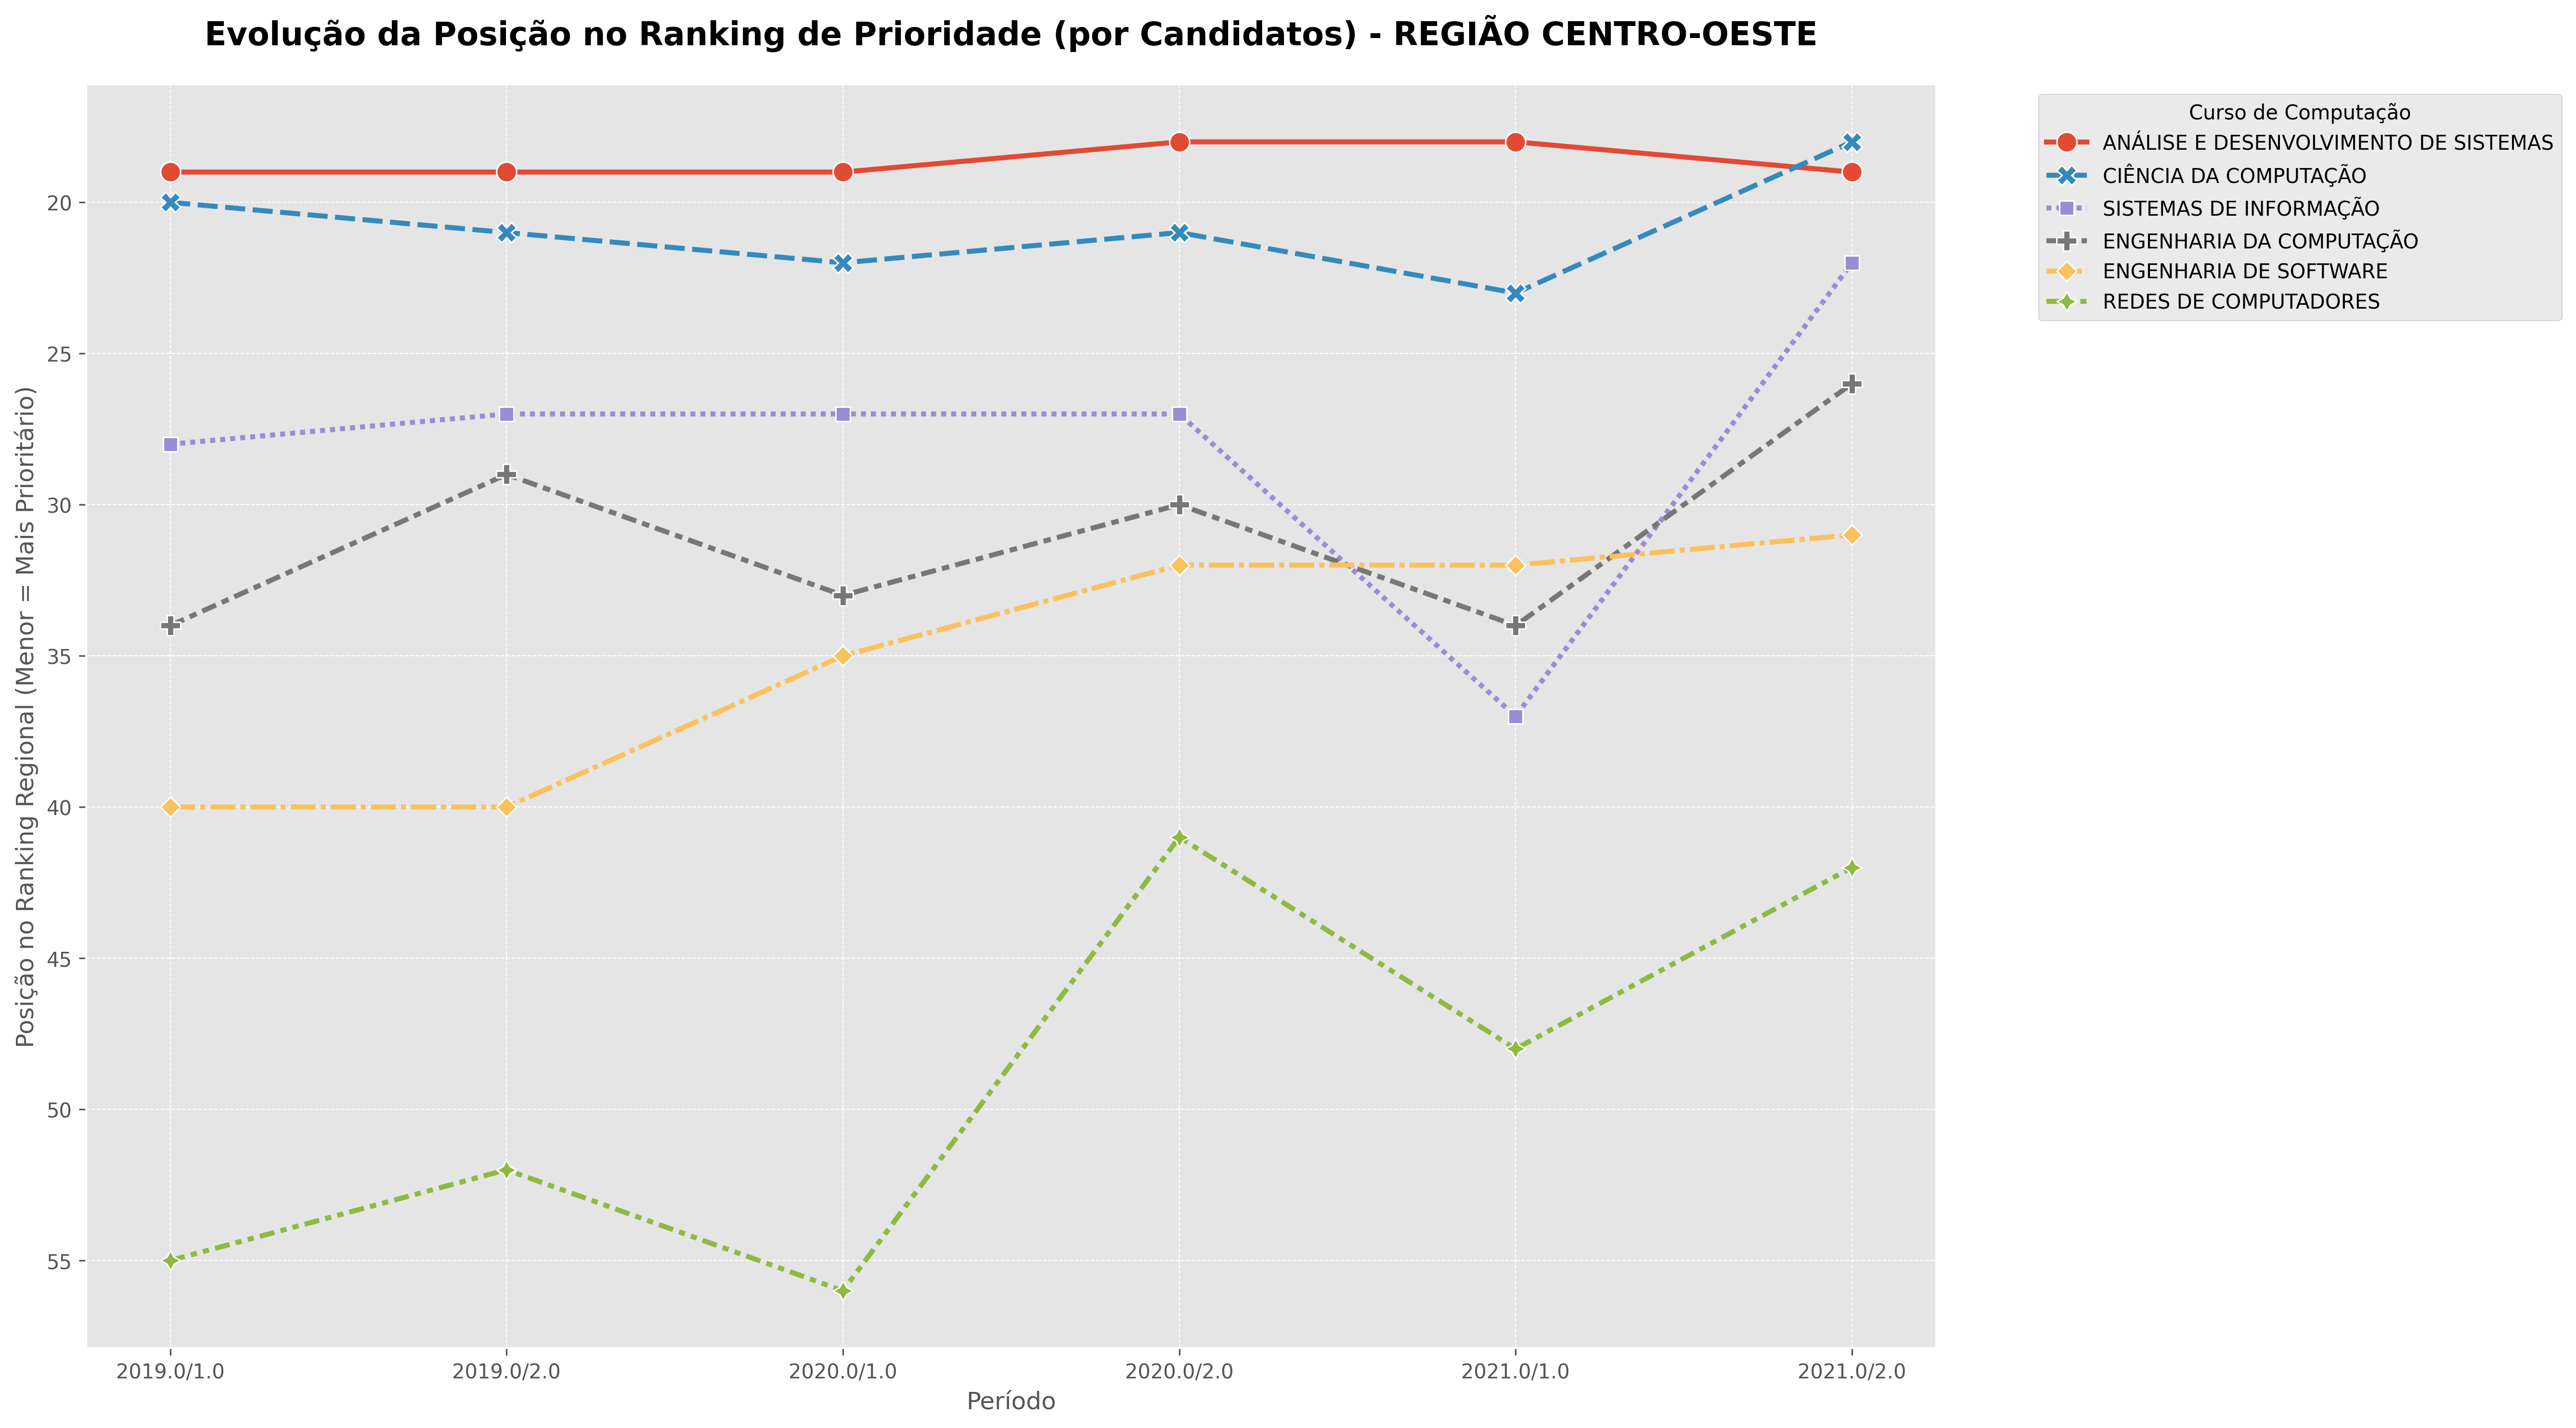 Evolução da Posição no Ranking de Prioridade (por Candidatos) - REGIÃO CENTRO-OESTE
Posição no Ranking Regional (Menor = Mais Prioritário)
20
25
30
35
40
45
50
55
2019.0/1.0
2019.0/2.0
2020.0/1.0
2020.0/2.0
2021.0/1.0
2021.0/2.0
Período
Curso de Computação
ANÁLISE E DESENVOLVIMENTO DE SISTEMAS
CIÊNCIA DA COMPUTAÇÃO
SISTEMAS DE INFORMAÇÃO
ENGENHARIA DA COMPUTAÇÃO
ENGENHARIA DE SOFTWARE
REDES DE COMPUTADORES